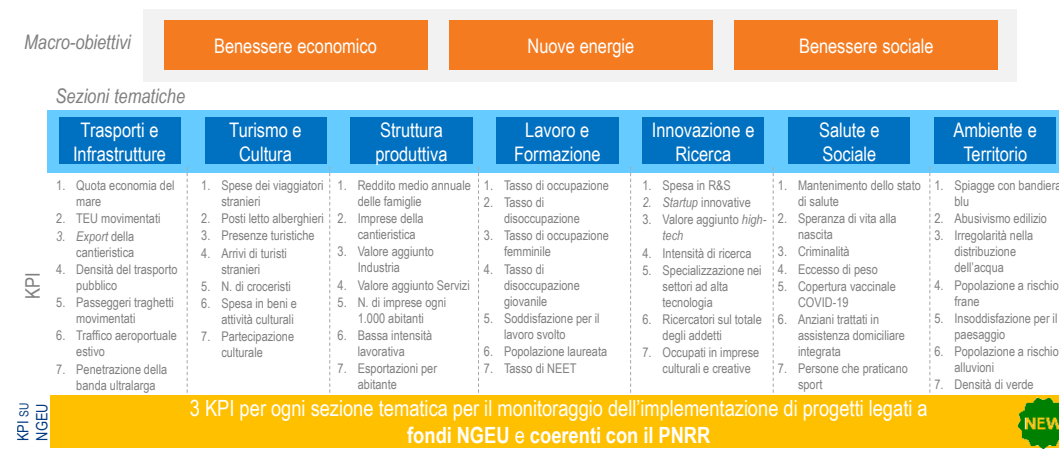 Macro-obiettivi
Benessere economico
Nuove energie
Benessere sociale
Sezioni tematiche
Trasporti e
Infrastrutture
Turismo e
Cultura
Struttura
produttiva
Lavoro e
Formazione
Innovazione e
Ricerca
Salute e
Sociale
Ambiente e
Territorio
KPI
1. Quota economia del
mare
2. TEU movimentati
3. Export della
cantieristica
4. Densità del trasporto
pubblico
5. Passeggeri traghetti
movimentati
6. Traffico aeroportuale
estivo
7. Penetrazione della
banda ultralarga
1. Spese dei viaggiatori
stranieri
2. Posti letto alberghieri
3. Presenze turistiche
4. Arrivi di turisti
stranieri
5. N. di croceristi
6. Spesa in beni e
attività culturali
7. Partecipazione
culturale
1. Reddito medio annuale
delle famiglie
2. Imprese della
cantieristica
3. Valore aggiunto
Industria
4. Valore aggiunto Servizi
5. N. di imprese ogni
1.000 abitanti
6. Bassa intensità
lavorativa
7. Esportazioni per
abitante
1. Tasso di occupazione
2. Tasso di
disoccupazione
3. Tasso di occupazione
femminile
4. Tasso di
disoccupazione
giovanile
5. Soddisfazione per il
lavoro svolto
6. Popolazione laureata
7. Tasso di NEET
1. Spesa in R&S
2. Startup innovative
3. Valore aggiunto high-
tech
4. Intensità di ricerca
5. Specializzazione nei
settori ad alta
tecnologia
6. Ricercatori sul totale
degli addetti
7. Occupati in imprese
culturali e creative
1. Mantenimento dello stato
di salute
2. Speranza di vita alla
nascita
3. Criminalità
4. Eccesso di peso
5. Copertura vaccinale
COVID-19
6. Anziani trattati in
assistenza domiciliare
integrata
7. Persone che praticano
sport
1. Spiagge con bandiera
blu
2. Abusivismo edilizio
3. Irregolarità nella
distribuzione
dell'acqua
4. Popolazione a rischio
frane
5. Insoddisfazione per il
paesaggio
6. Popolazione a rischio
alluvioni
7. Densità di verde
KPI SU
NGEU
3 KPI per ogni sezione tematica per il monitoraggio dell'implementazione di progetti legati a
fondi NGEU e coerenti con il PNRR
NEW